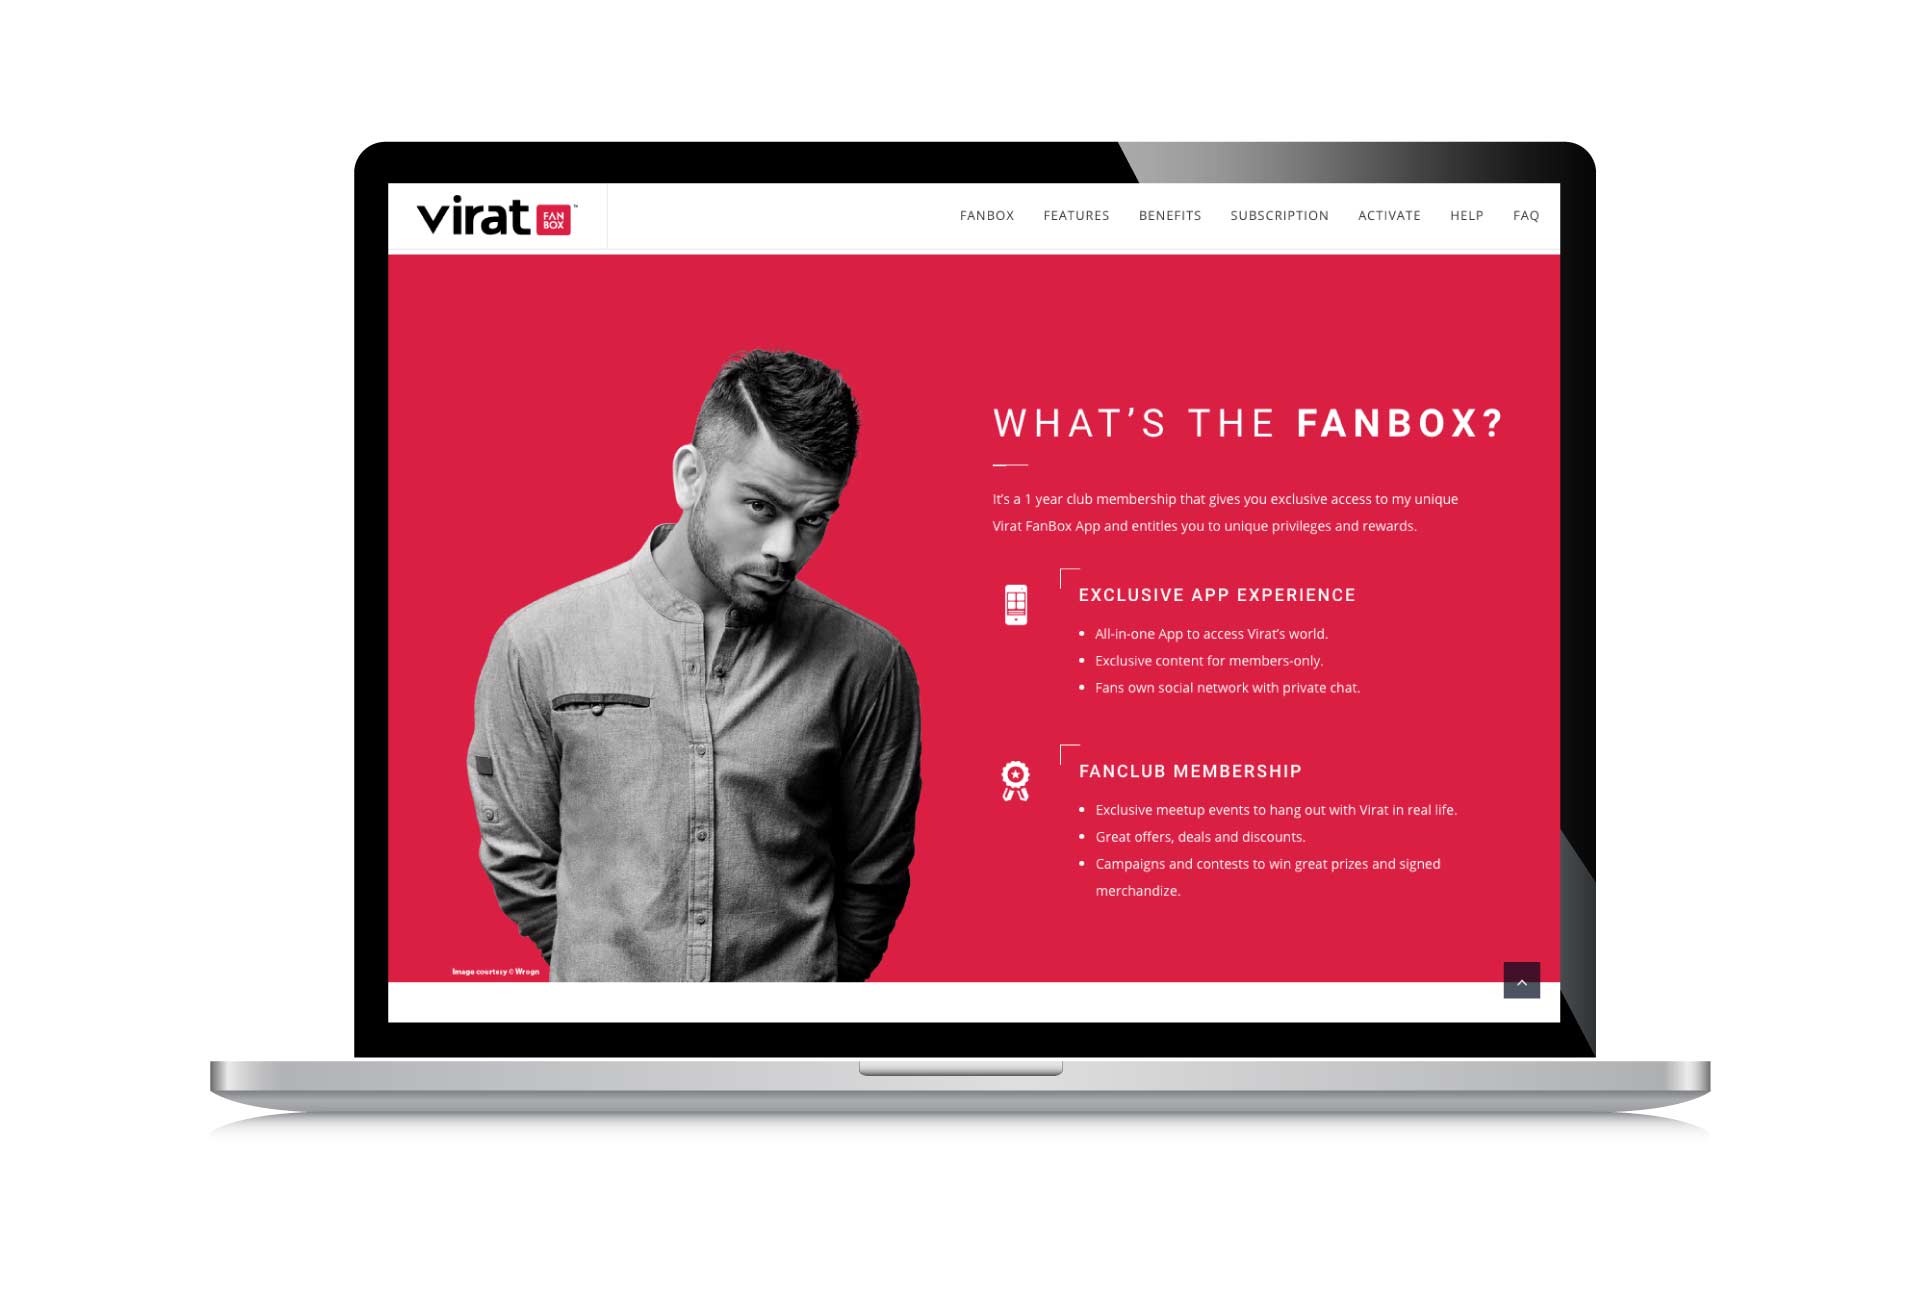 virat FAN BOX ™
FANBOX FEATURES BENEFITS SUBSCRIPTION ACTIVATE HELP FAQ
WHAT'S THE FANBOX?
It's a 1 year club membership that gives you exclusive access to my unique
Virat FanBox App and entitles you to unique privileges and rewards.
EXCLUSIVE APP EXPERIENCE
• All-in-one App to access Virat's world.
• Exclusive content for members-only.
• Fans own social network with private chat.
FANCLUB MEMBERSHIP
• Exclusive meetup events to hang out with Virat in real life.
• Great offers, deals and discounts.
• Campaigns and contests to win great prizes and signed
merchandize.
Image courtesy © Wrogn